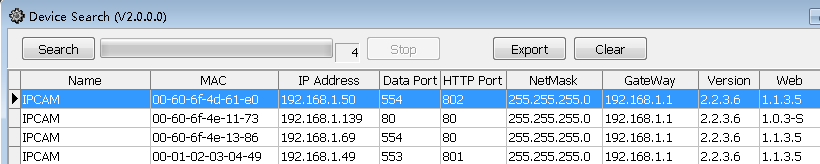 Device Search (V2.0.0.0)
Search 4 Stop Export Clear
Name MAC IP Address Data Port HTTP Port NetMask GateWay Version Web
IPCAM 00-60-6f-4d-61-e0 192.168.1.50 554 802 255.255.255.0 192.168.1.1 2.2.3.6 1.1.3.5
IPCAM 00-60-6f-4e-11-73 192.168.1.139 80 80 255.255.255.0 192.168.1.1 2.2.3.6 1.0.3-S
IPCAM 00-60-6f-4e-13-86 192.168.1.69 554 80 255.255.255.0 192.168.1.1 2.2.3.6 1.1.3.5
IPCAM 00-01-02-03-04-49 192.168.1.49 553 801 255.255.255.0 192.168.1.1 2.2.3.6 1.1.3.5